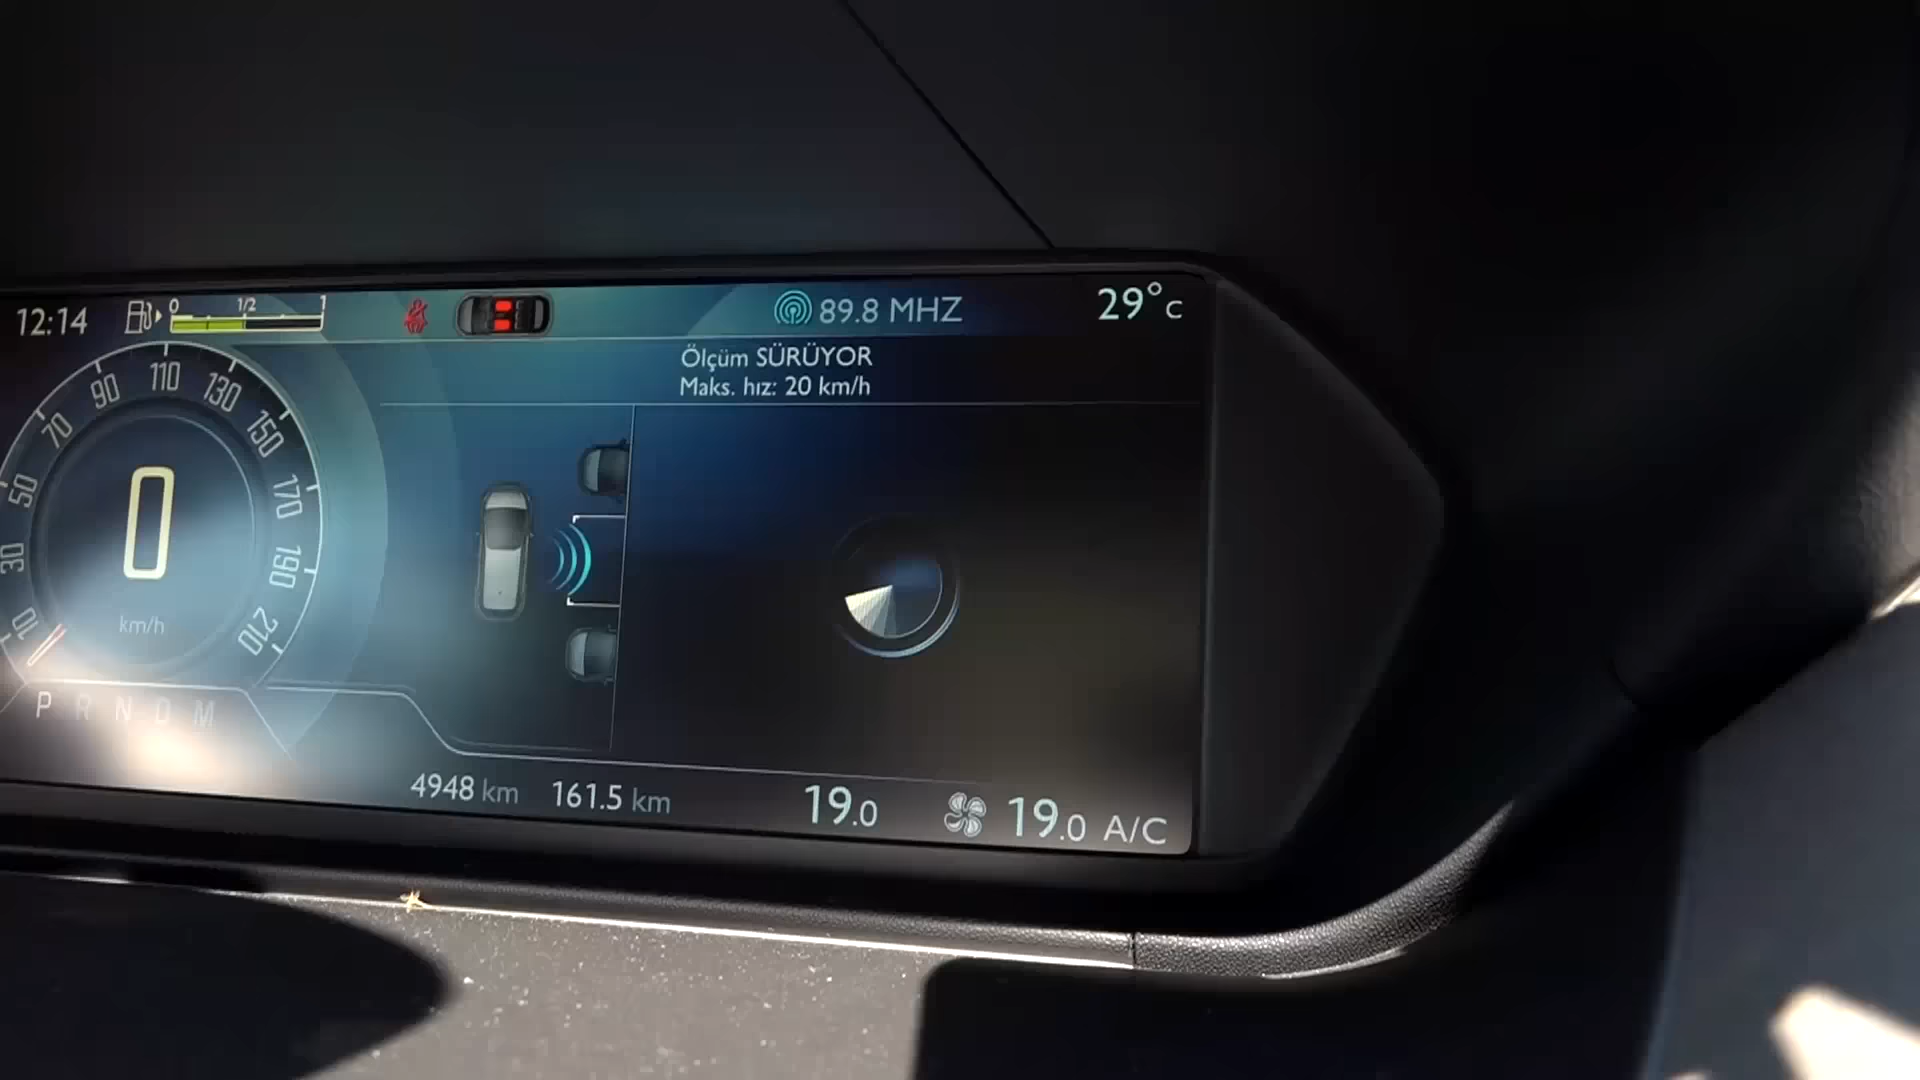 12:14
0 1/2 1
89.8 MHZ
29°C
Ölçüm SÜRÜYOR
Maks. hız: 20 km/h
10 30 50 70 90 110 130 150 170 190 210
0
km/h
P R N D M
4948 km
161.5 km
19.0
19.0 A/C